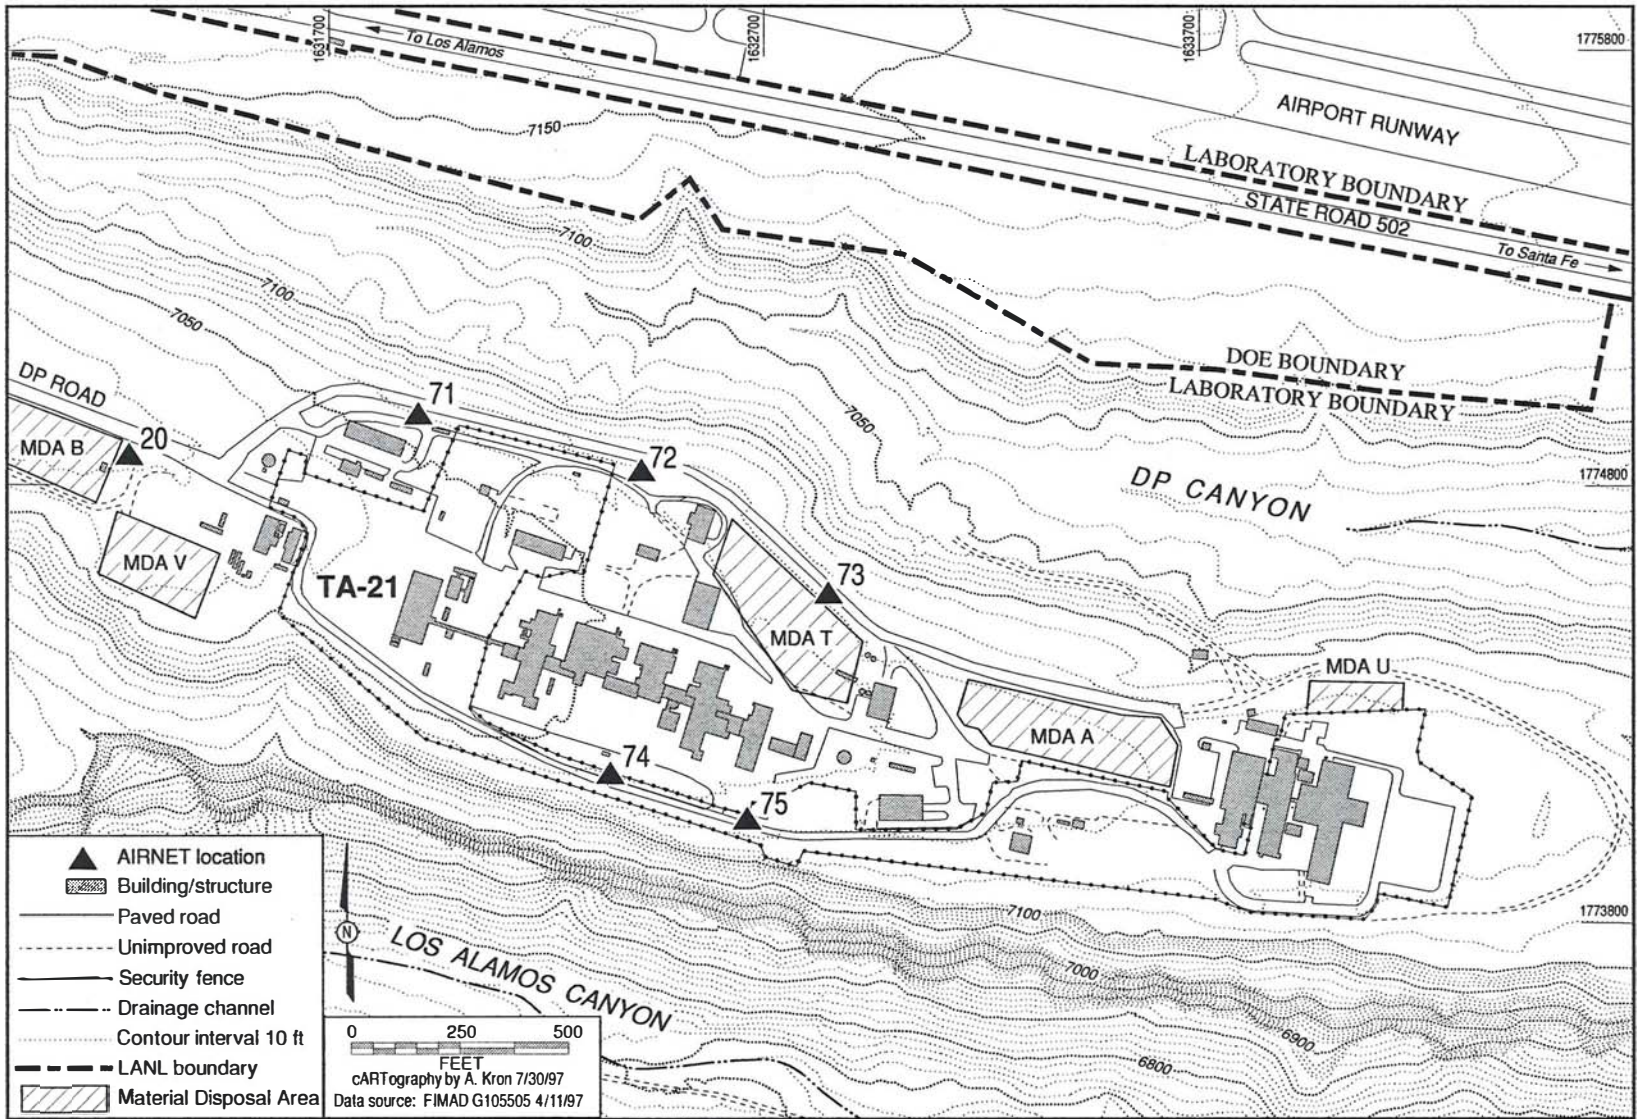 1631700
To Los Alamos
1632700
1633700
1775800
AIRPORT RUNWAY
7150
LABORATORY BOUNDARY
STATE ROAD 502
To Santa Fe
7100
7100
7050
DOE BOUNDARY
LABORATORY BOUNDARY
DP ROAD
71
7050
MDA B
20
72
DP CANYON
1774800
MDA V
TA-21
73
MDA T
MDA U
MDA A
74
75
AIRNET location
Building/structure
Paved road
Unimproved road
Security fence
Drainage channel
Contour interval 10 ft
LANL boundary
Material Disposal Area
N
LOS ALAMOS CANYON
7100
1773800
7000
6900
6800
0 250 500
FEET
cARTography by A. Kron 7/30/97
Data source: FIMAD G105505 4/11/97